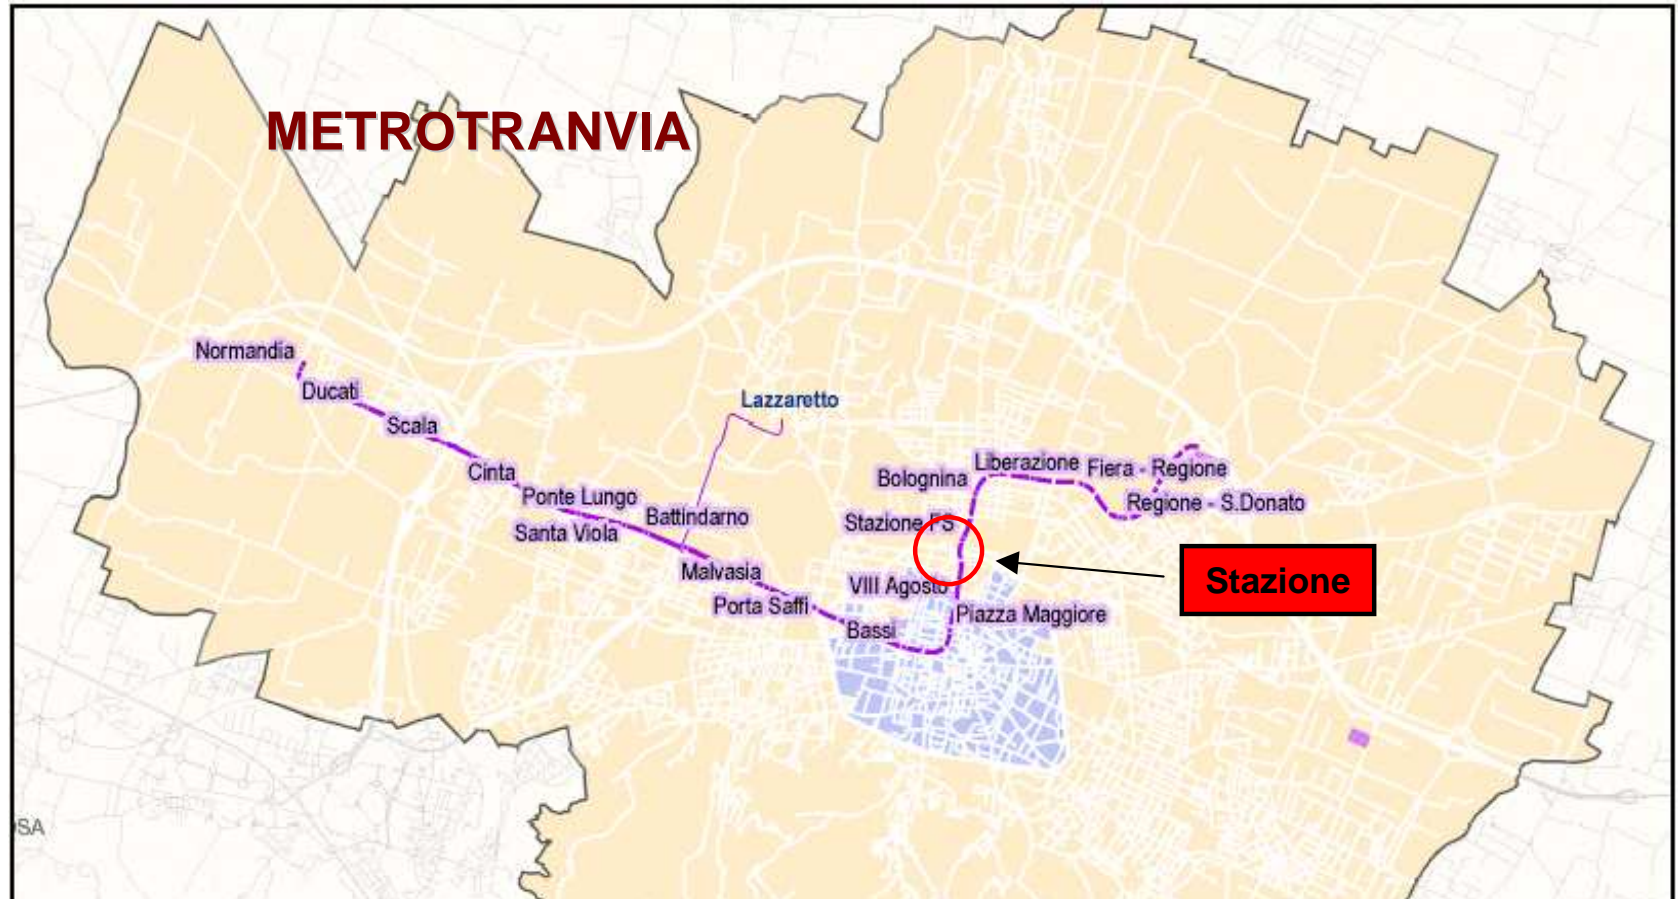 METROTRANVIA
Normandia
Ducati
Scala
Lazzaretto
Cinta
Ponte Lungo
Santa Viola
Battindarno
Malvasia
Porta Saffi
Bassi
Bolognina
Liberazione
Fiera - Regione
Regione - S.Donato
Stazione FS
VIII Agosto
Piazza Maggiore
Stazione
SA